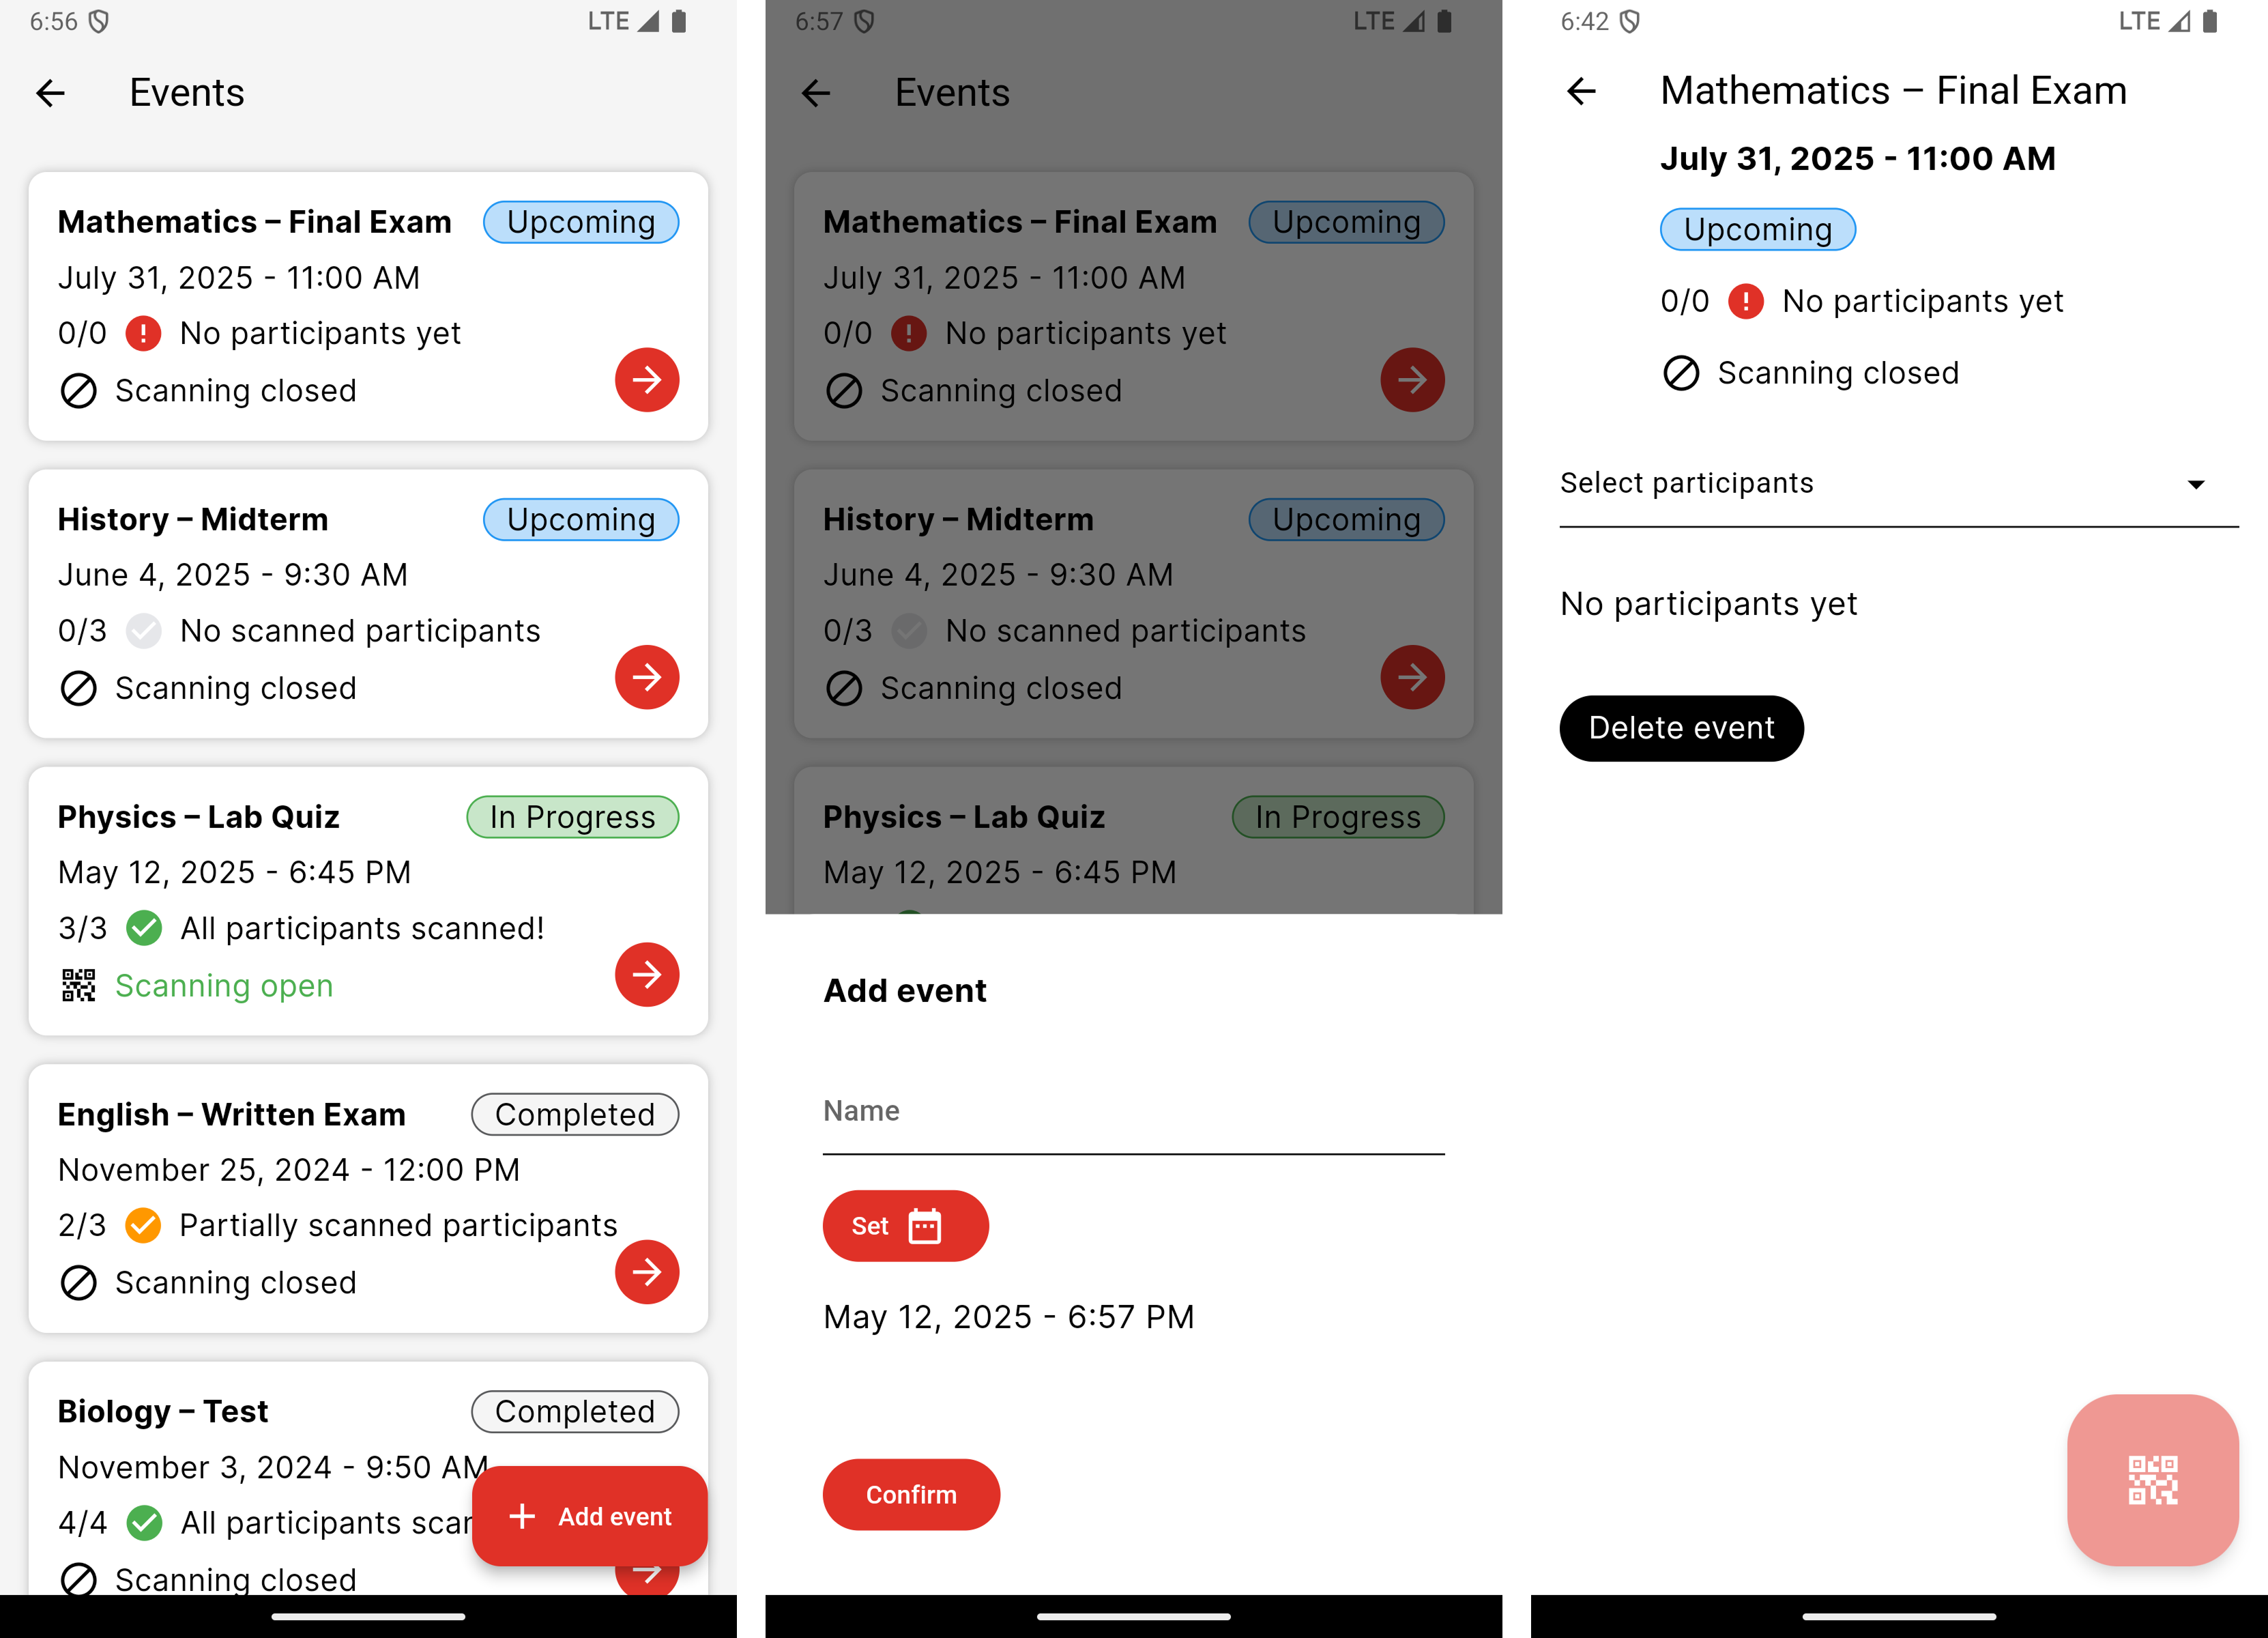 6:56 LTE
Events
Mathematics – Final Exam Upcoming
July 31, 2025 - 11:00 AM
0/0 No participants yet
Scanning closed
History – Midterm Upcoming
June 4, 2025 - 9:30 AM
0/3 No scanned participants
Scanning closed
Physics – Lab Quiz In Progress
May 12, 2025 - 6:45 PM
3/3 All participants scanned!
Scanning open
English – Written Exam Completed
November 25, 2024 - 12:00 PM
2/3 Partially scanned participants
Scanning closed
Biology – Test Completed
November 3, 2024 - 9:50 AM
4/4 All participants
Add event
Scanning closed
6:57 LTE
Events
Mathematics – Final Exam Upcoming
July 31, 2025 - 11:00 AM
0/0 No participants yet
Scanning closed
History – Midterm Upcoming
June 4, 2025 - 9:30 AM
0/3 No scanned participants
Scanning closed
Physics – Lab Quiz In Progress
May 12, 2025 - 6:45 PM
Add event
Name
Set
May 12, 2025 - 6:57 PM
Confirm
6:42 LTE
Mathematics – Final Exam
July 31, 2025 - 11:00 AM
Upcoming
0/0 No participants yet
Scanning closed
Select participants
No participants yet
Delete event